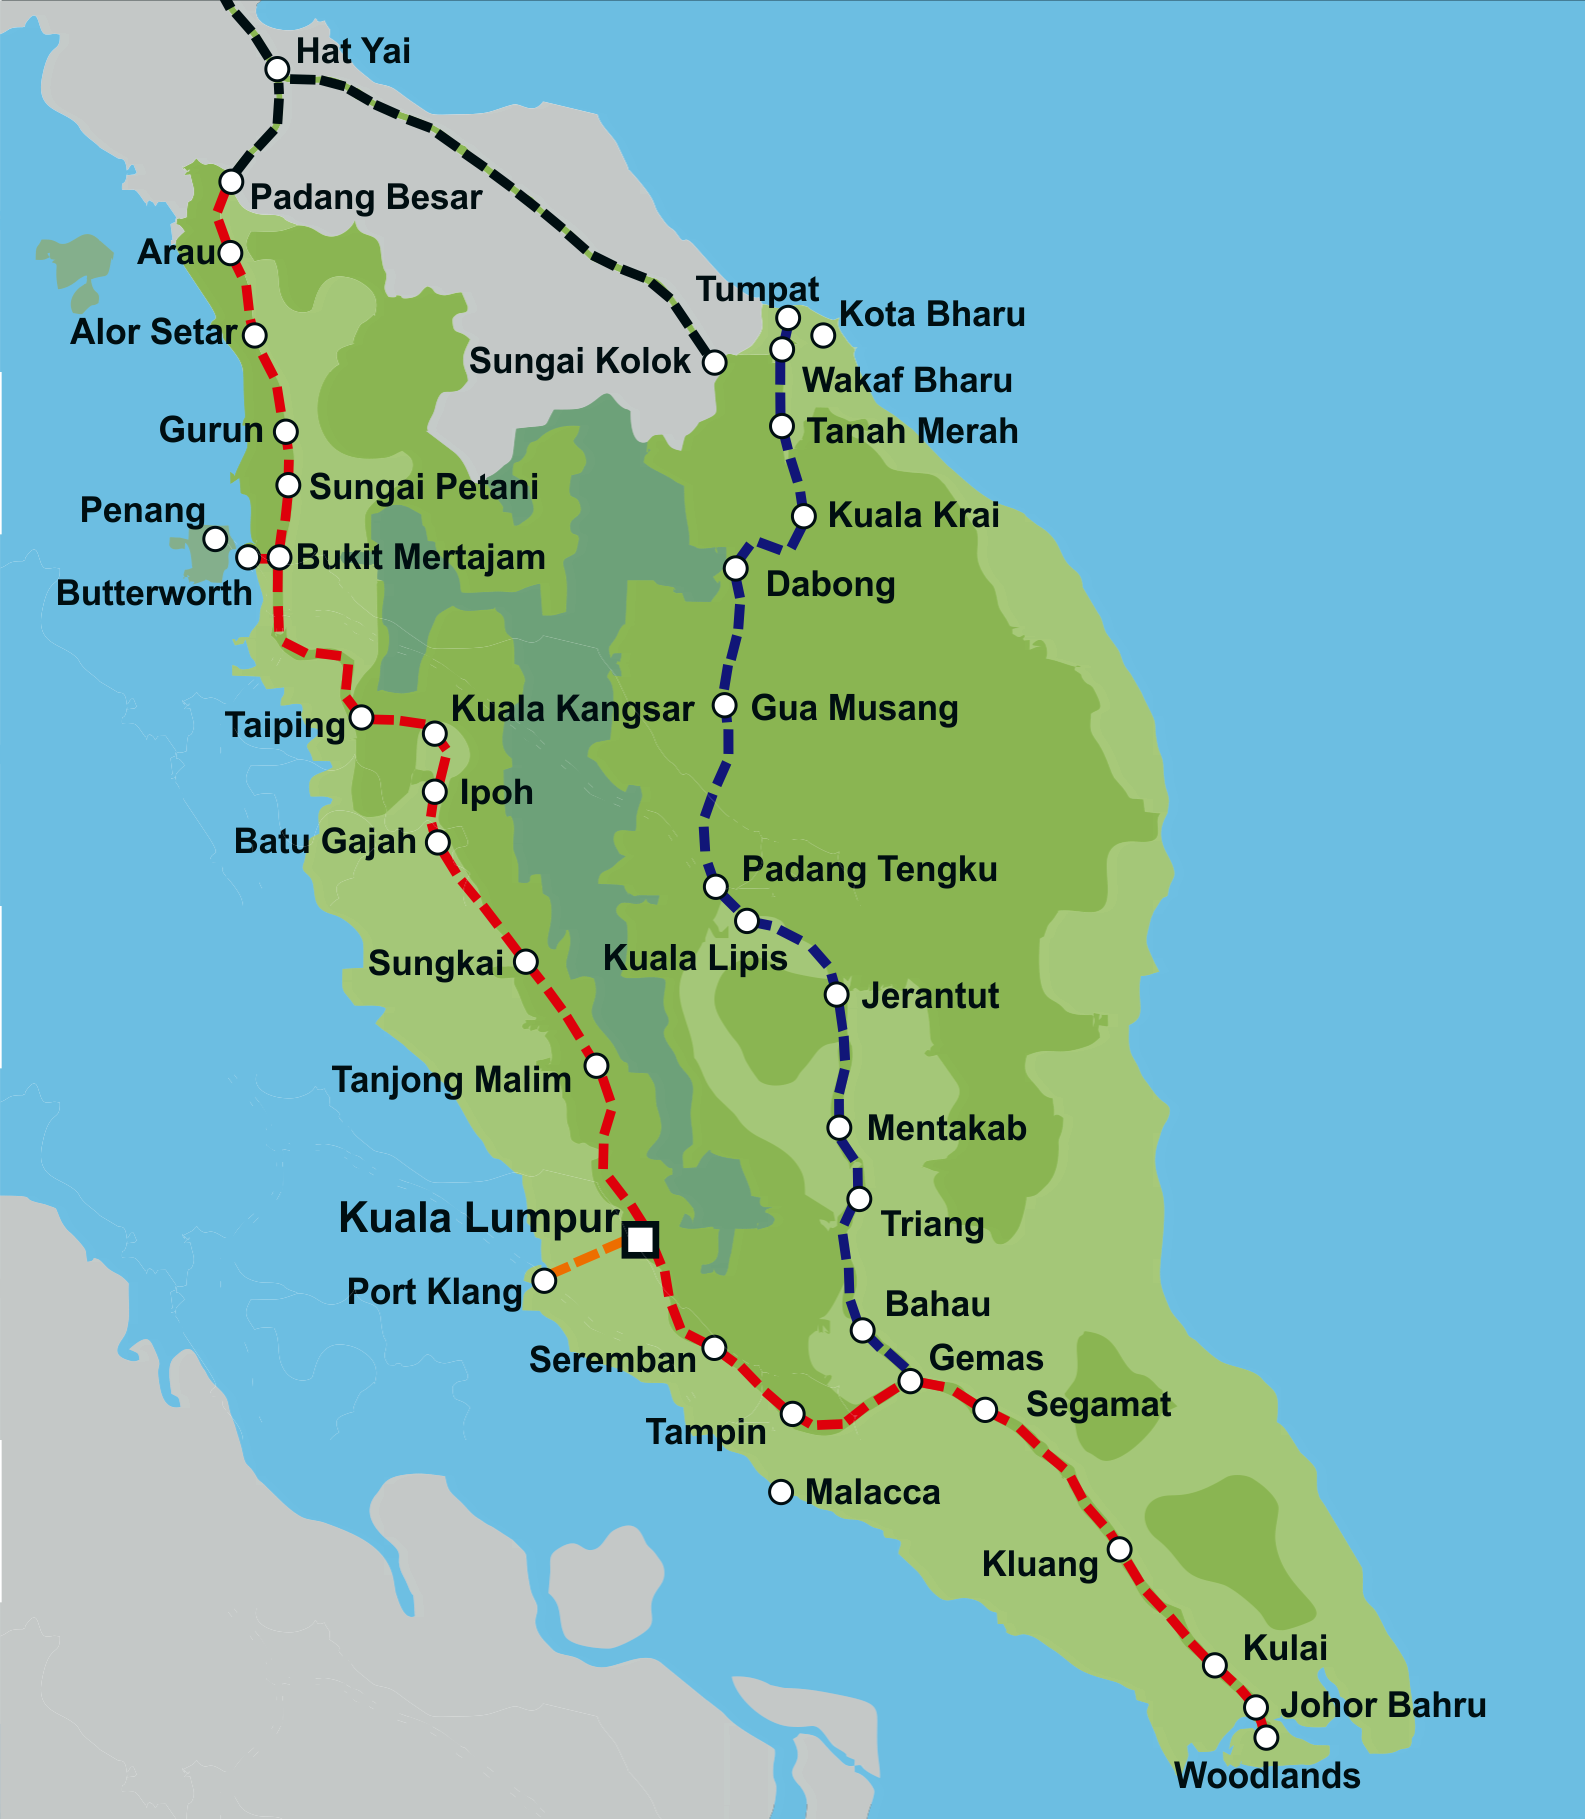 Hat Yai
Padang Besar
Arau
Tumpat
Kota Bharu
Alor Setar
Sungai Kolok
Wakaf Bharu
Gurun
Tanah Merah
Sungai Petani
Penang
Kuala Krai
Bukit Mertajam
Butterworth
Dabong
Kuala Kangsar
Gua Musang
Taiping
Ipoh
Batu Gajah
Padang Tengku
Kuala Lipis
Sungkai
Jerantut
Tanjong Malim
Mentakab
Kuala Lumpur
Triang
Port Klang
Bahau
Seremban
Gemas
Segamat
Tampin
Malacca
Kluang
Kulai
Johor Bahru
Woodlands